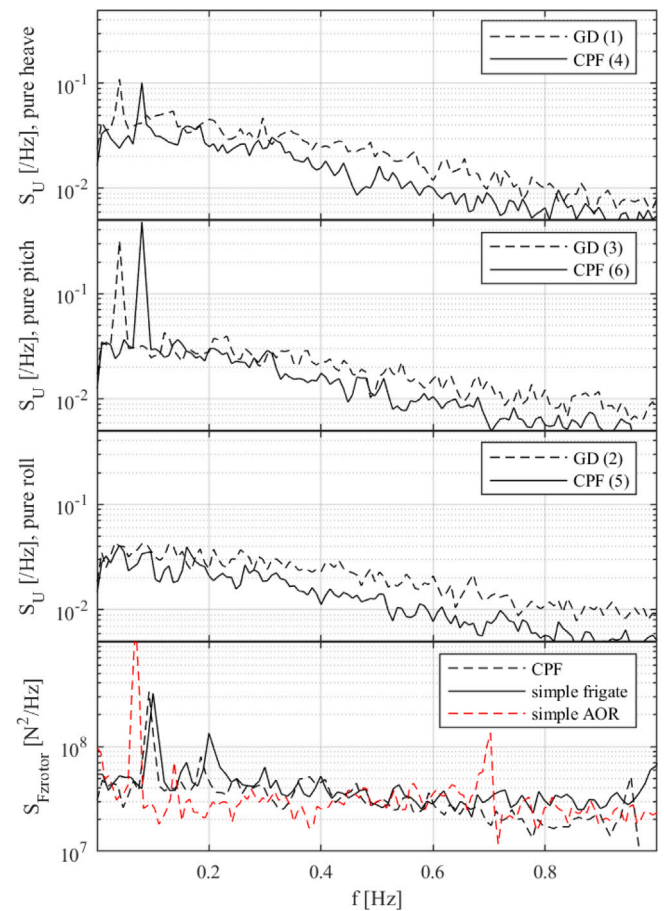 S_U [/Hz], pure heave
10^-1
10^-2
GD (1)
CPF (4)
S_U [/Hz], pure pitch
10^-1
10^-2
GD (3)
CPF (6)
S_U [/Hz], pure roll
10^-1
10^-2
GD (2)
CPF (5)
S_Fzrotor [N^2/Hz]
10^8
10^7
CPF
simple frigate
simple AOR
0.2 0.4 0.6 0.8
f [Hz]